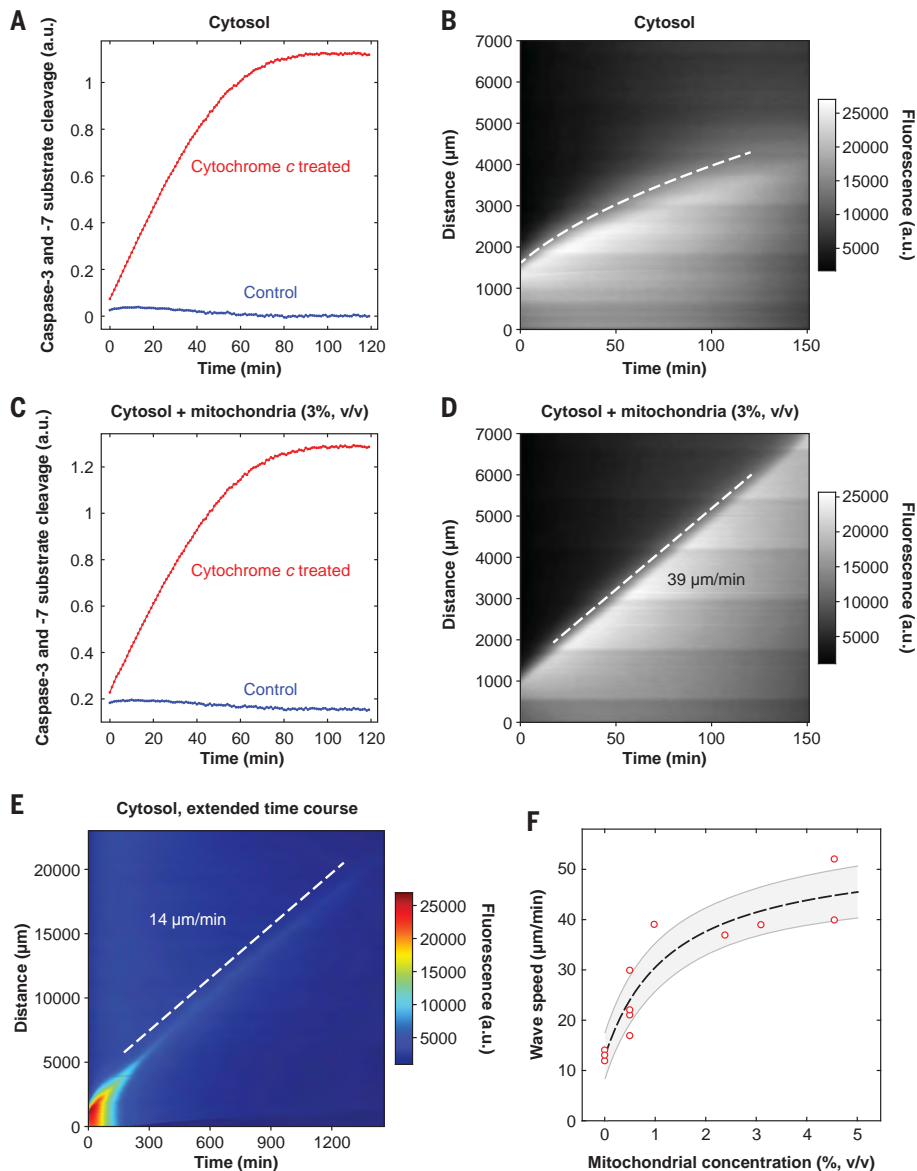 A
Cytosol
Caspase-3 and -7 substrate cleavage (a.u.)
1
0.8
0.6
0.4
0.2
0
Cytochrome c treated
Control
0 20 40 60 80 100 120
Time (min)
B
Cytosol
Distance (µm)
7000
6000
5000
4000
3000
2000
1000
0
0 50 100 150
Time (min)
25000
20000
15000
10000
5000
Fluorescence (a.u.)
C
Cytosol + mitochondria (3%, v/v)
Caspase-3 and -7 substrate cleavage (a.u.)
1.2
1
0.8
0.6
0.4
0.2
Cytochrome c treated
Control
0 20 40 60 80 100 120
Time (min)
D
Cytosol + mitochondria (3%, v/v)
Distance (µm)
7000
6000
5000
4000
3000
2000
1000
0
39 µm/min
0 50 100 150
Time (min)
25000
20000
15000
10000
5000
Fluorescence (a.u.)
E
Cytosol, extended time course
Distance (µm)
20000
15000
10000
5000
0
14 µm/min
0 300 600 900 1200
Time (min)
25000
20000
15000
10000
5000
Fluorescence (a.u.)
F
Wave speed (µm/min)
50
40
30
20
10
0
0 1 2 3 4 5
Mitochondrial concentration (%, v/v)